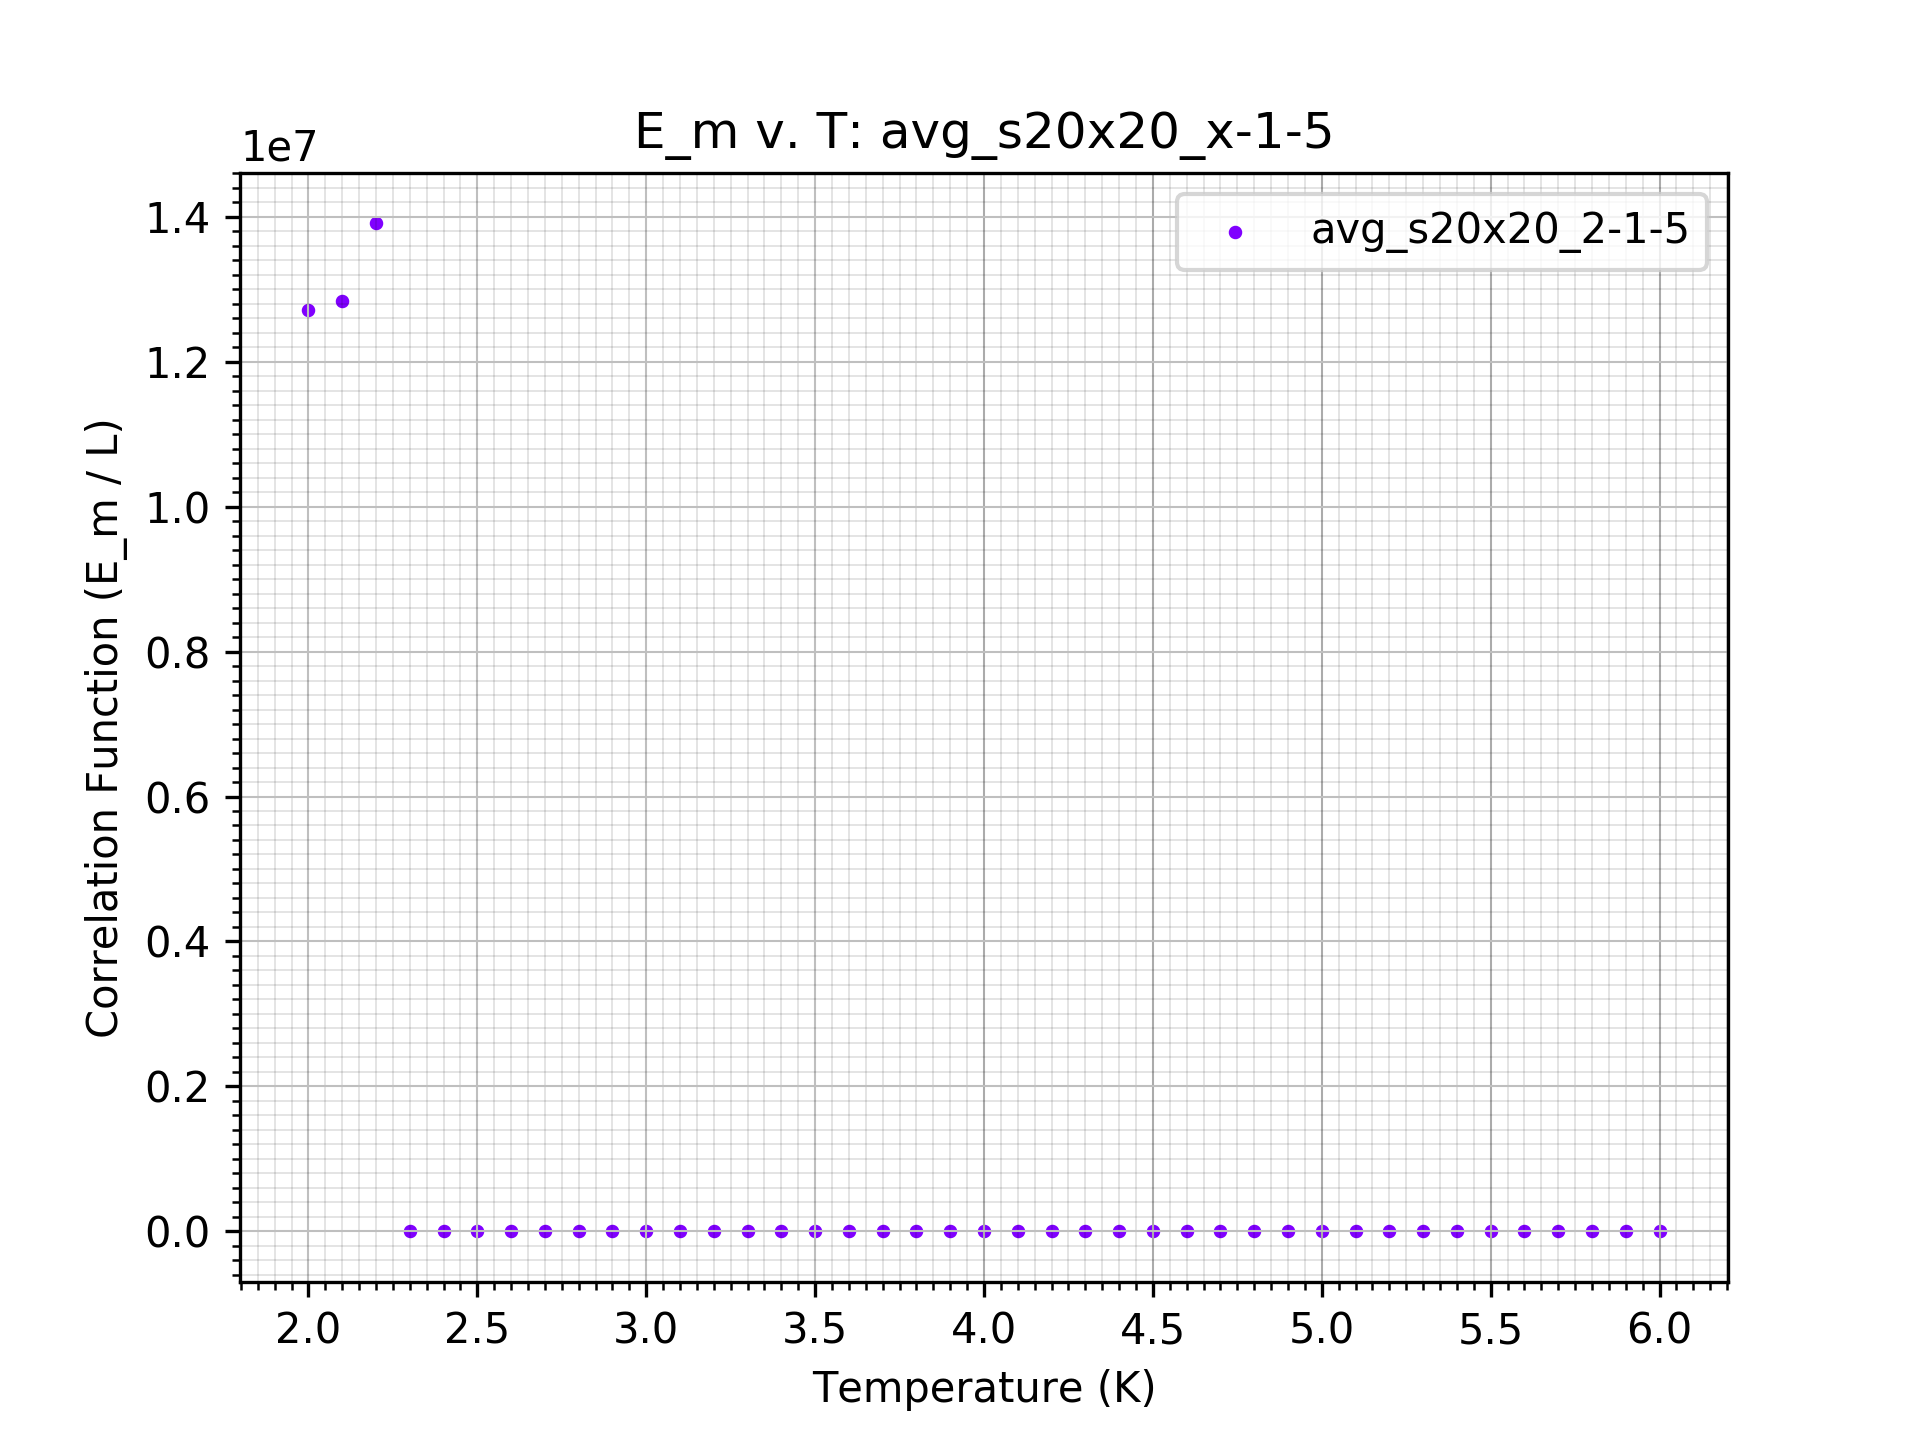 E_m v. T: avg_s20x20_x-1-5
1e7
avg_s20x20_2-1-5
1.4
1.2
1.0
0.8
0.6
0.4
0.2
0.0
Correlation Function (E_m / L)
2.0 2.5 3.0 3.5 4.0 4.5 5.0 5.5 6.0
Temperature (K)